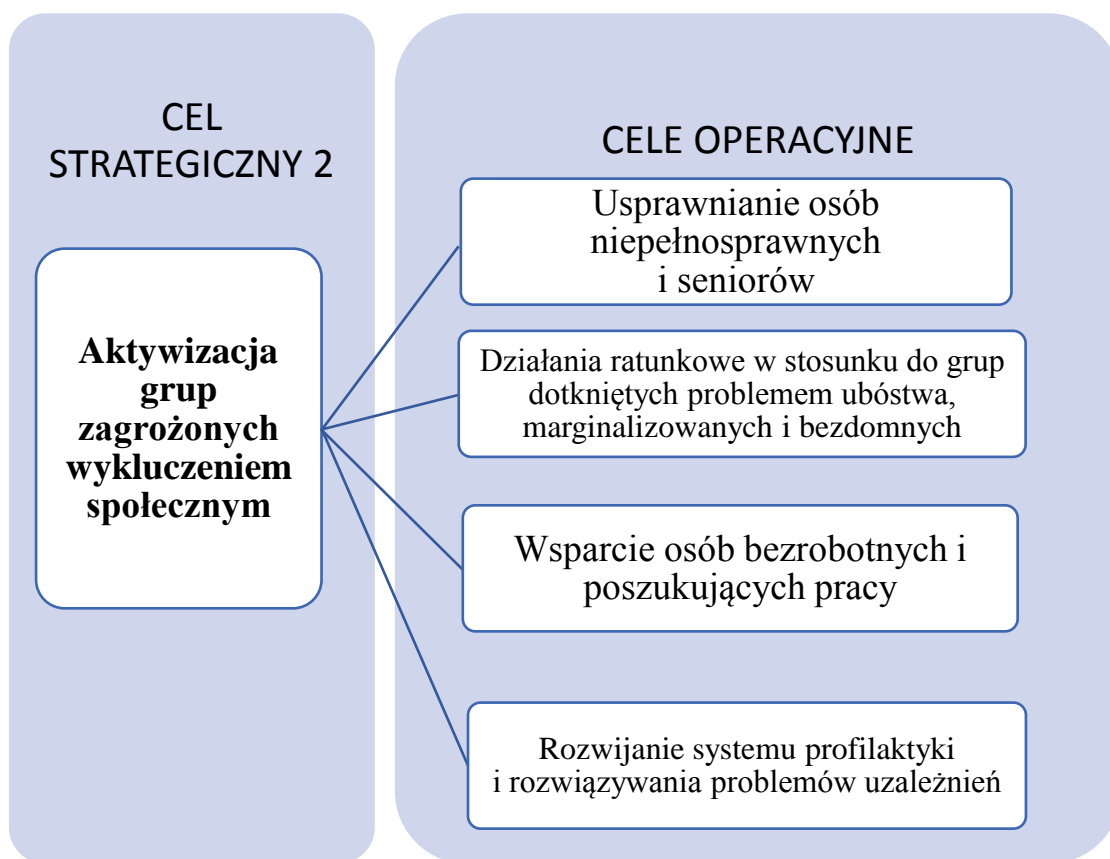 CEL
STRATEGICZNY 2
Aktywizacja
grup
zagrożonych
wykluczeniem
społecznym
CELE OPERACYJNE
Usprawnianie osób
niepełnosprawnych
i seniorów
Działania ratunkowe w stosunku do grup
dotkniętych problemem ubóstwa,
marginalizowanych i bezdomnych
Wsparcie osób bezrobotnych i
poszukujących pracy
Rozwijanie systemu profilaktyki
i rozwiązywania problemów uzależnień